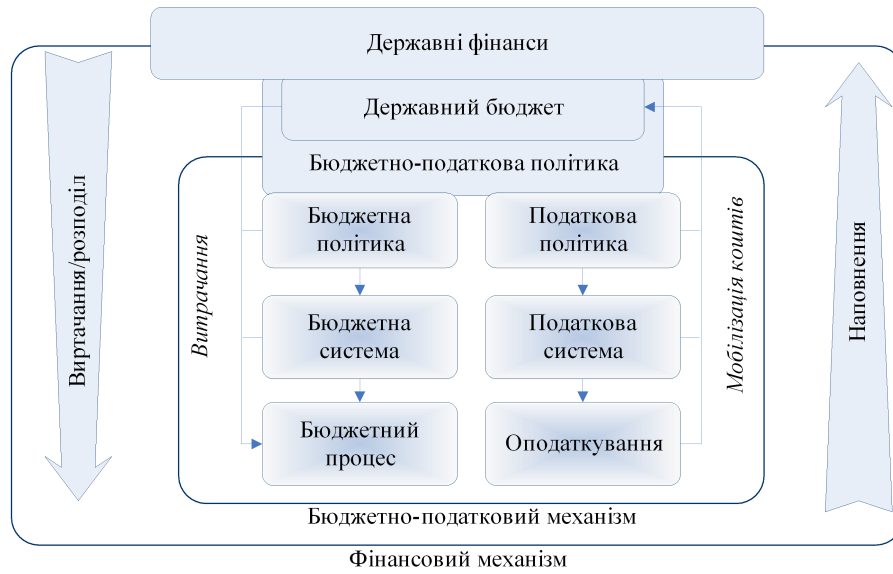 Державні фінанси
Державний бюджет
Бюджетно-податкова політика
Виртачання/розподіл
Витрачання
Бюджетна
політика
Податкова
політика
Бюджетна
система
Податкова
система
Бюджетний
процес
Оподаткування
Мобілізація коштів
Наповнення
Бюджетно-податковий механізм
Фінансовий механізм